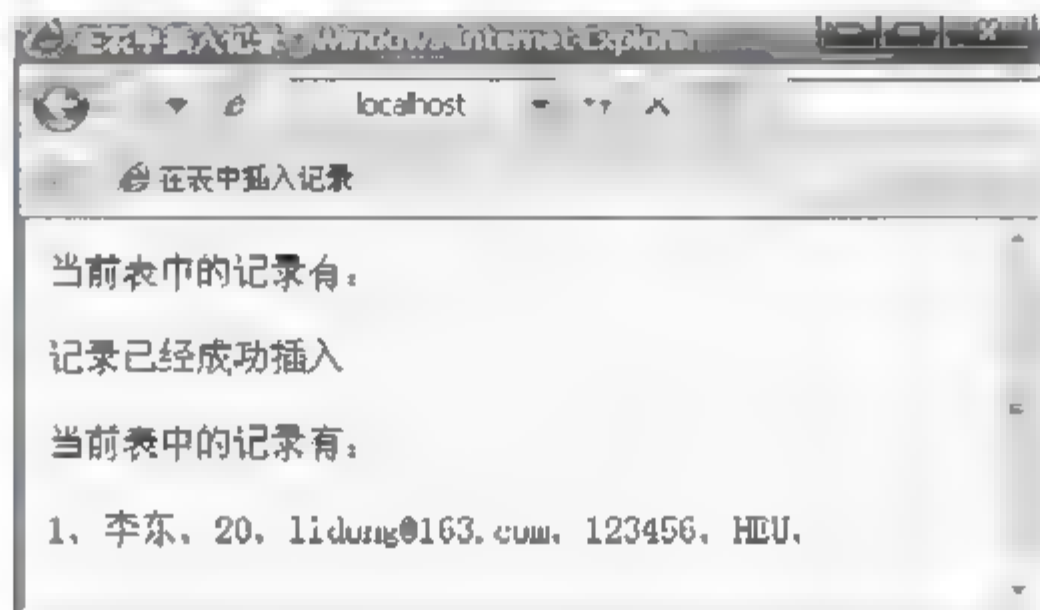 在表中插入记录 - Windows Internet Explorer
localhost
在表中插入记录
当前表中的记录有：
记录已经成功插入
当前表中的记录有：
1、李东、20、lidong@163.com、123456、HEU、